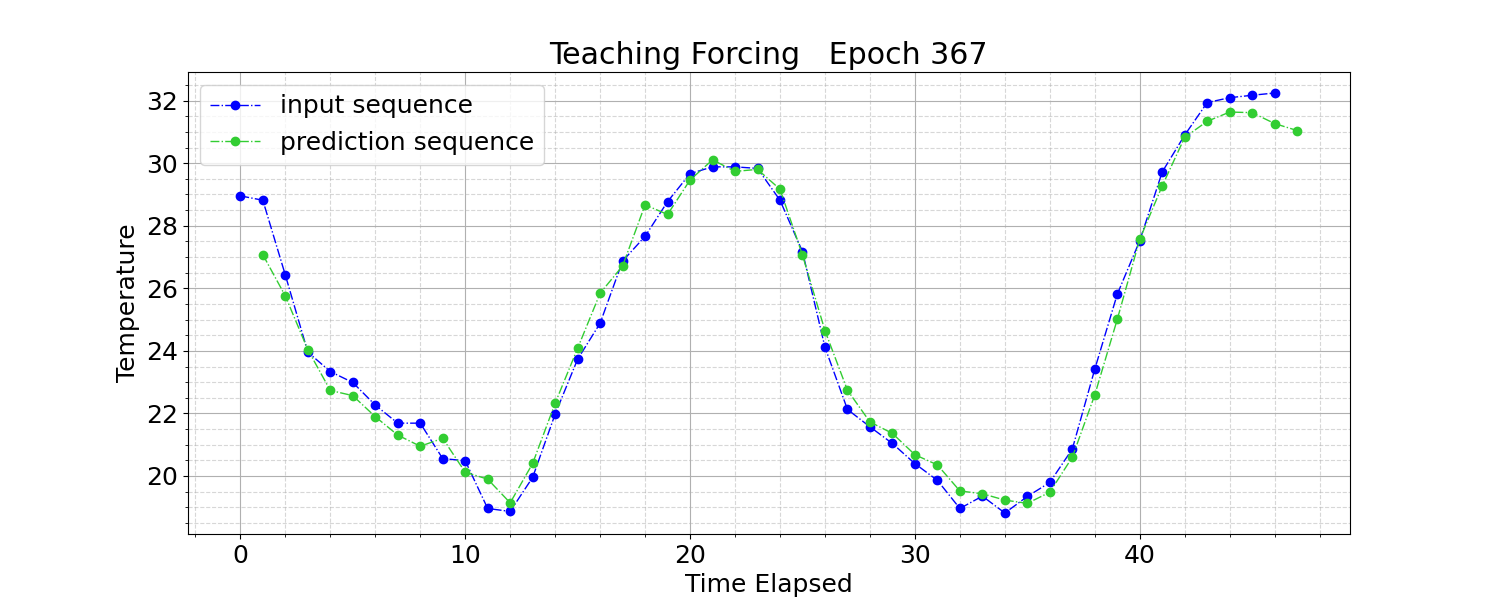 Teaching Forcing   Epoch 367
input sequence
prediction sequence
Temperature
32
30
28
26
24
22
20
0 10 20 30 40
Time Elapsed